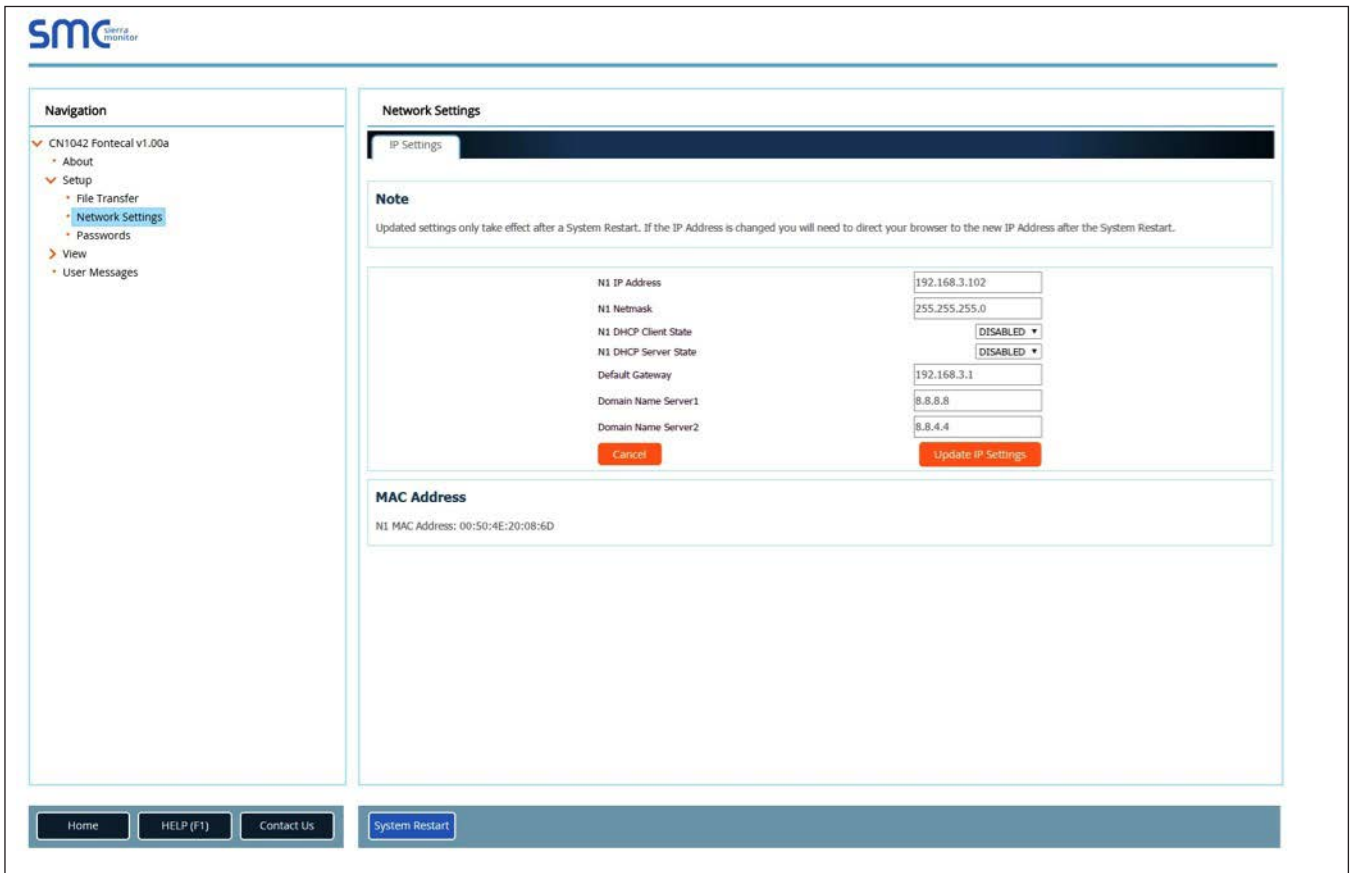 SMC sierra monitor
Navigation
CN1042 Fontecal v1.00a
About
Setup
File Transfer
Network Settings
Passwords
View
User Messages
Network Settings
IP Settings
Note
Updated settings only take effect after a System Restart. If the IP Address is changed you will need to direct your browser to the new IP Address after the System Restart.
N1 IP Address 192.168.3.102
N1 Netmask 255.255.255.0
N1 DHCP Client State DISABLED
N1 DHCP Server State DISABLED
Default Gateway 192.168.3.1
Domain Name Server1 8.8.8.8
Domain Name Server2 8.8.4.4
Cancel Update IP Settings
MAC Address
N1 MAC Address: 00:50:4E:20:08:6D
Home HELP (F1) Contact Us System Restart